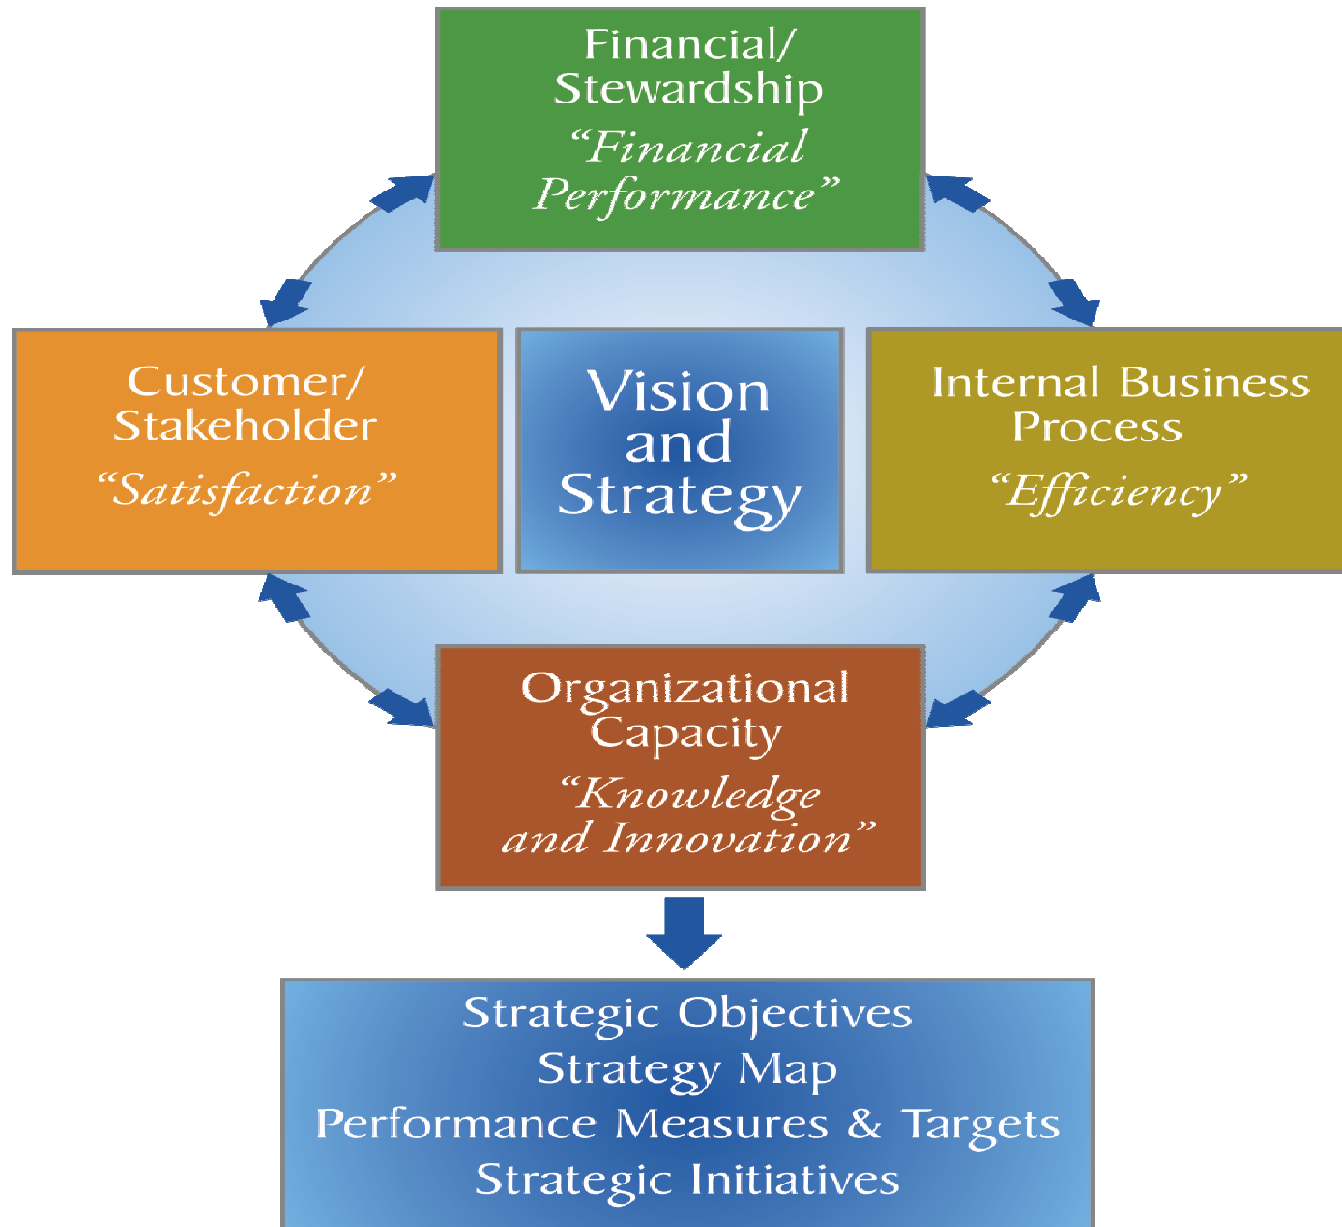 Financial/
Stewardship
“Financial
Performance”
Customer/
Stakeholder
“Satisfaction”
Vision
and
Strategy
Internal Business
Process
“Efficiency”
Organizational
Capacity
“Knowledge
and Innovation”
Strategic Objectives
Strategy Map
Performance Measures & Targets
Strategic Initiatives